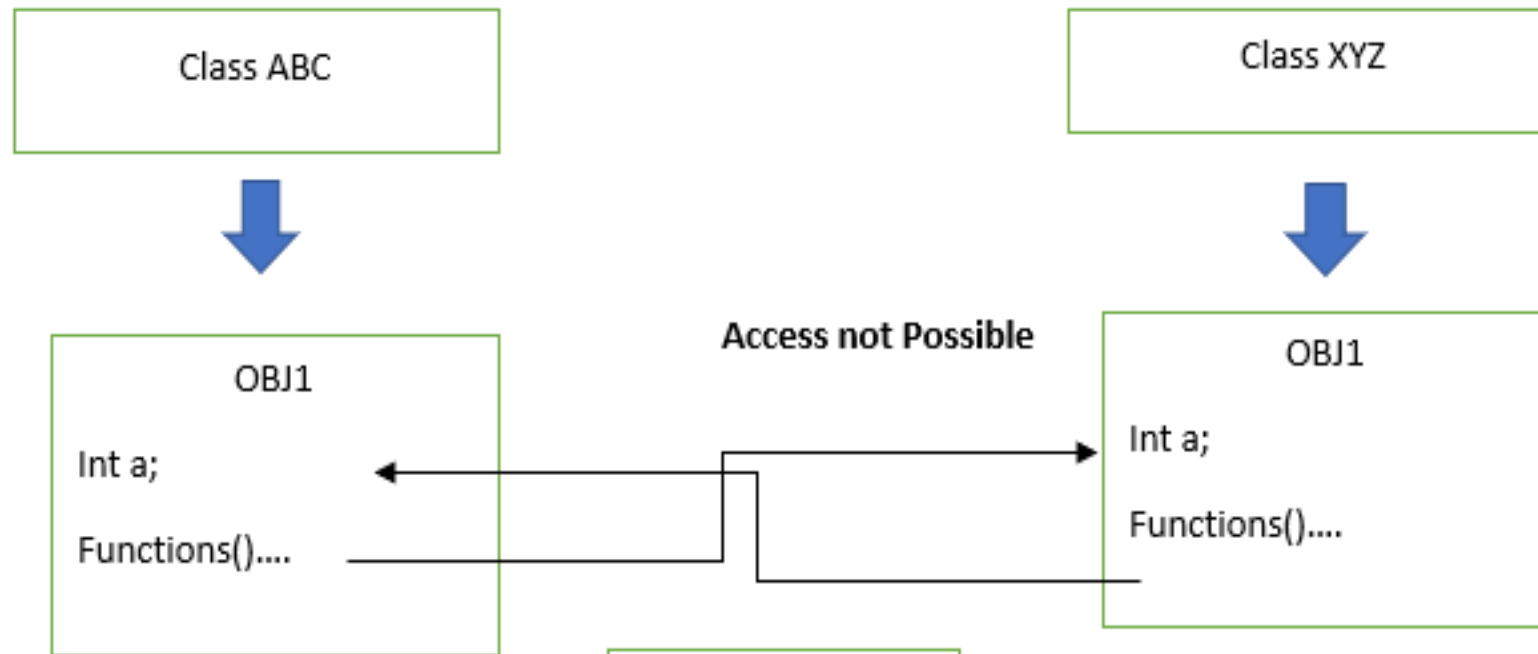 Class ABC
Class XYZ
Access not Possible
OBJ1
Int a;
Functions()....
OBJ1
Int a;
Functions()....